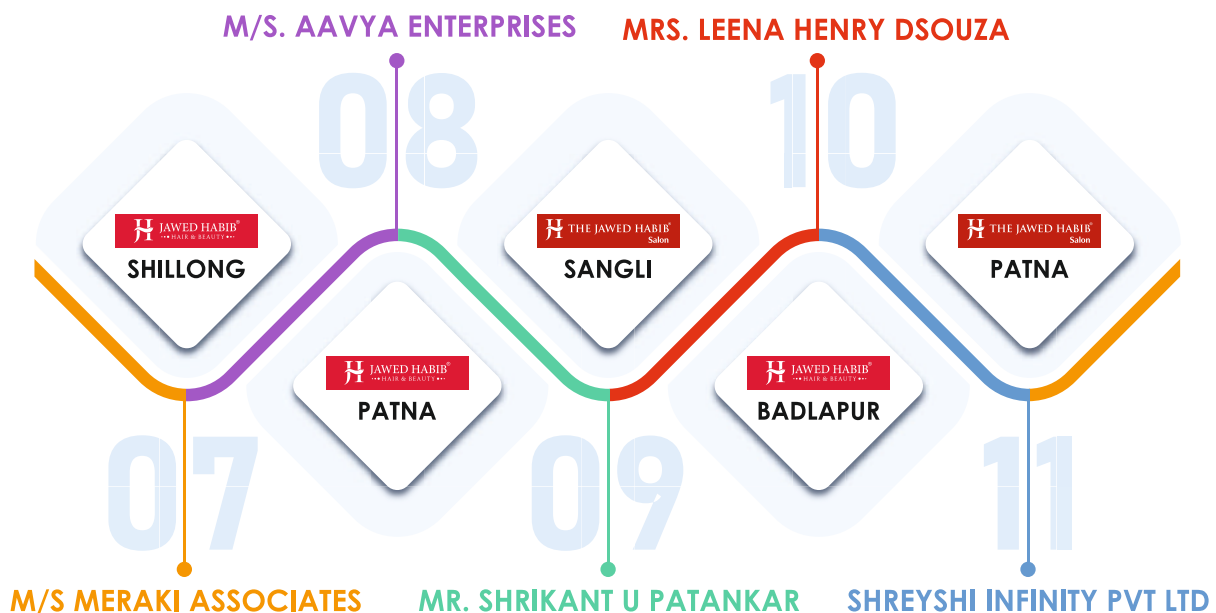 M/S. AAVYA ENTERPRISES
MRS. LEENA HENRY DSOUZA
08
10
JAWED HABIB®
HAIR & BEAUTY
SHILLONG
THE JAWED HABIB®
Salon
SANGLI
THE JAWED HABIB®
Salon
PATNA
JAWED HABIB®
HAIR & BEAUTY
PATNA
JAWED HABIB®
HAIR & BEAUTY
BADLAPUR
07
09
11
M/S MERAKI ASSOCIATES
MR. SHRIKANT U PATANKAR
SHREYSHI INFINITY PVT LTD